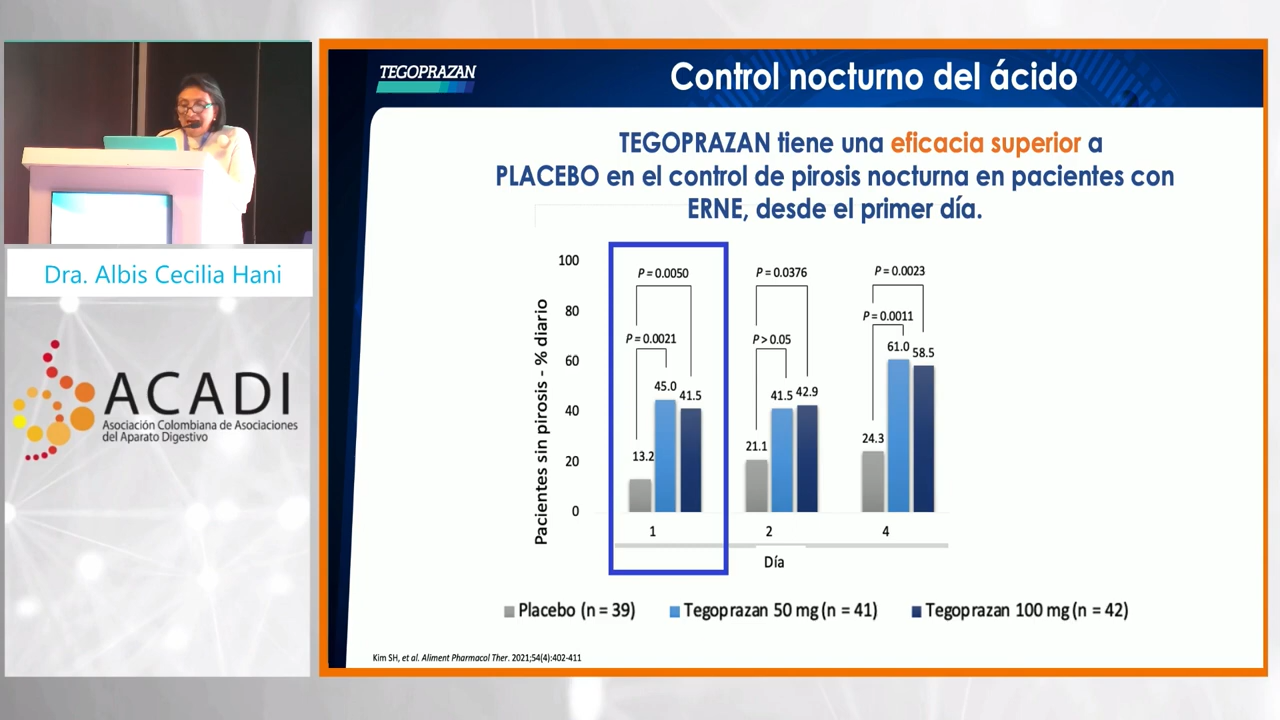 TEGOPRAZAN
Control nocturno del ácido
TEGOPRAZAN tiene una eficacia superior a
PLACEBO en el control de pirosis nocturna en pacientes con
ERNE, desde el primer día.
Dra. Albis Cecilia Hani
ACADI
Asociación Colombiana de Asociaciones
del Aparato Digestivo
Pacientes sin pirosis - % diario
100
80
60
40
20
0
P = 0.0050
P = 0.0021
13.2
45.0
41.5
1
P = 0.0376
P > 0.05
21.1
41.5
42.9
2
P = 0.0023
P = 0.0011
24.3
61.0
58.5
4
Día
Placebo (n = 39)
Tegoprazan 50 mg (n = 41)
Tegoprazan 100 mg (n = 42)
Kim SH, et al. Aliment Pharmacol Ther. 2021;54(4):402-411